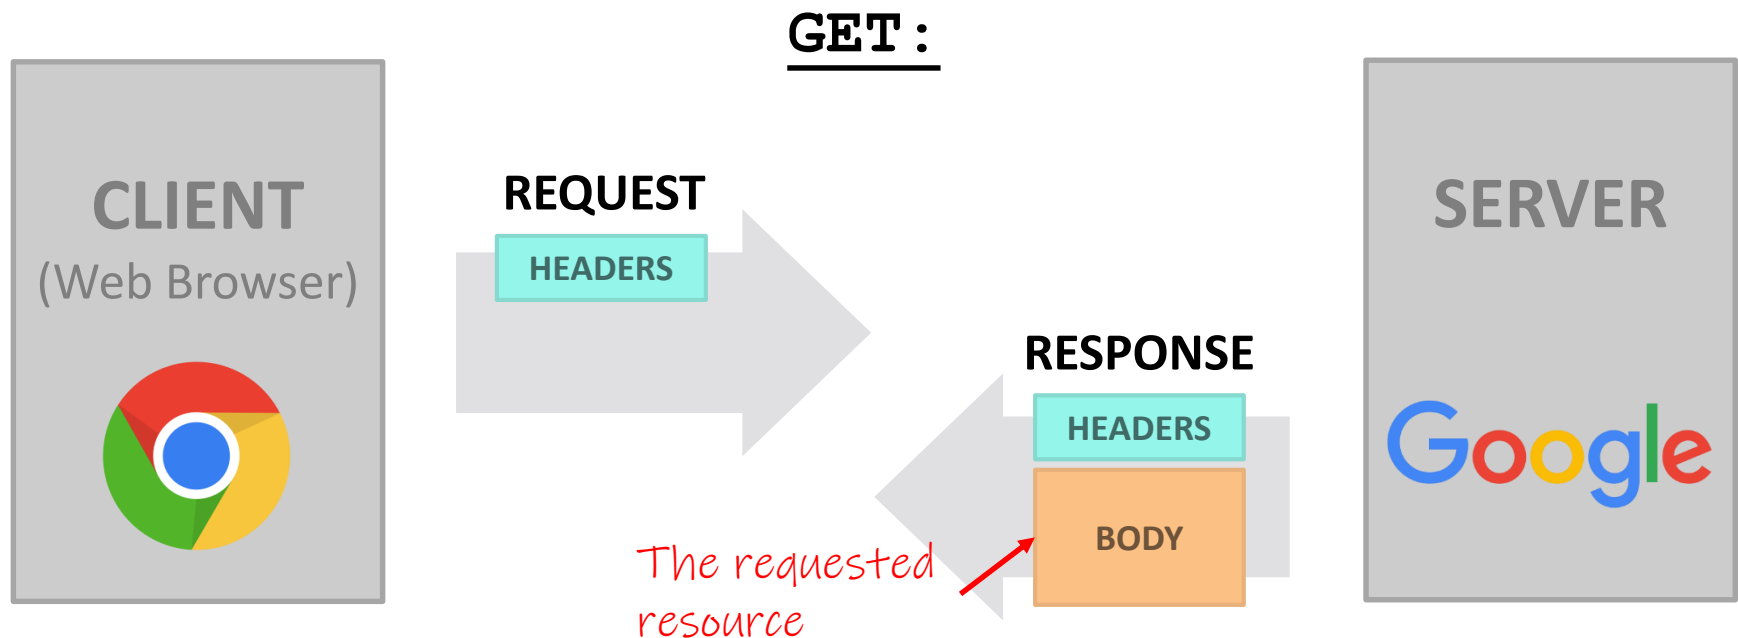 GET:
CLIENT
(Web Browser)
REQUEST
HEADERS
SERVER
Google
RESPONSE
HEADERS
BODY
The requested
resource